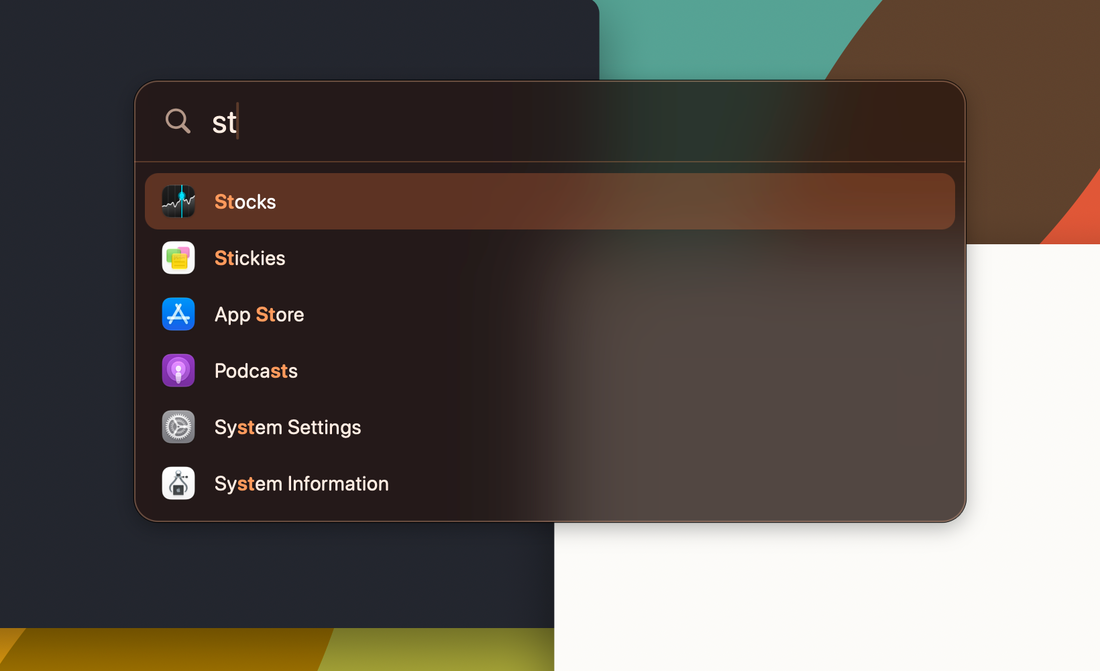 st
Stocks
Stickies
App Store
Podcasts
System Settings
System Information